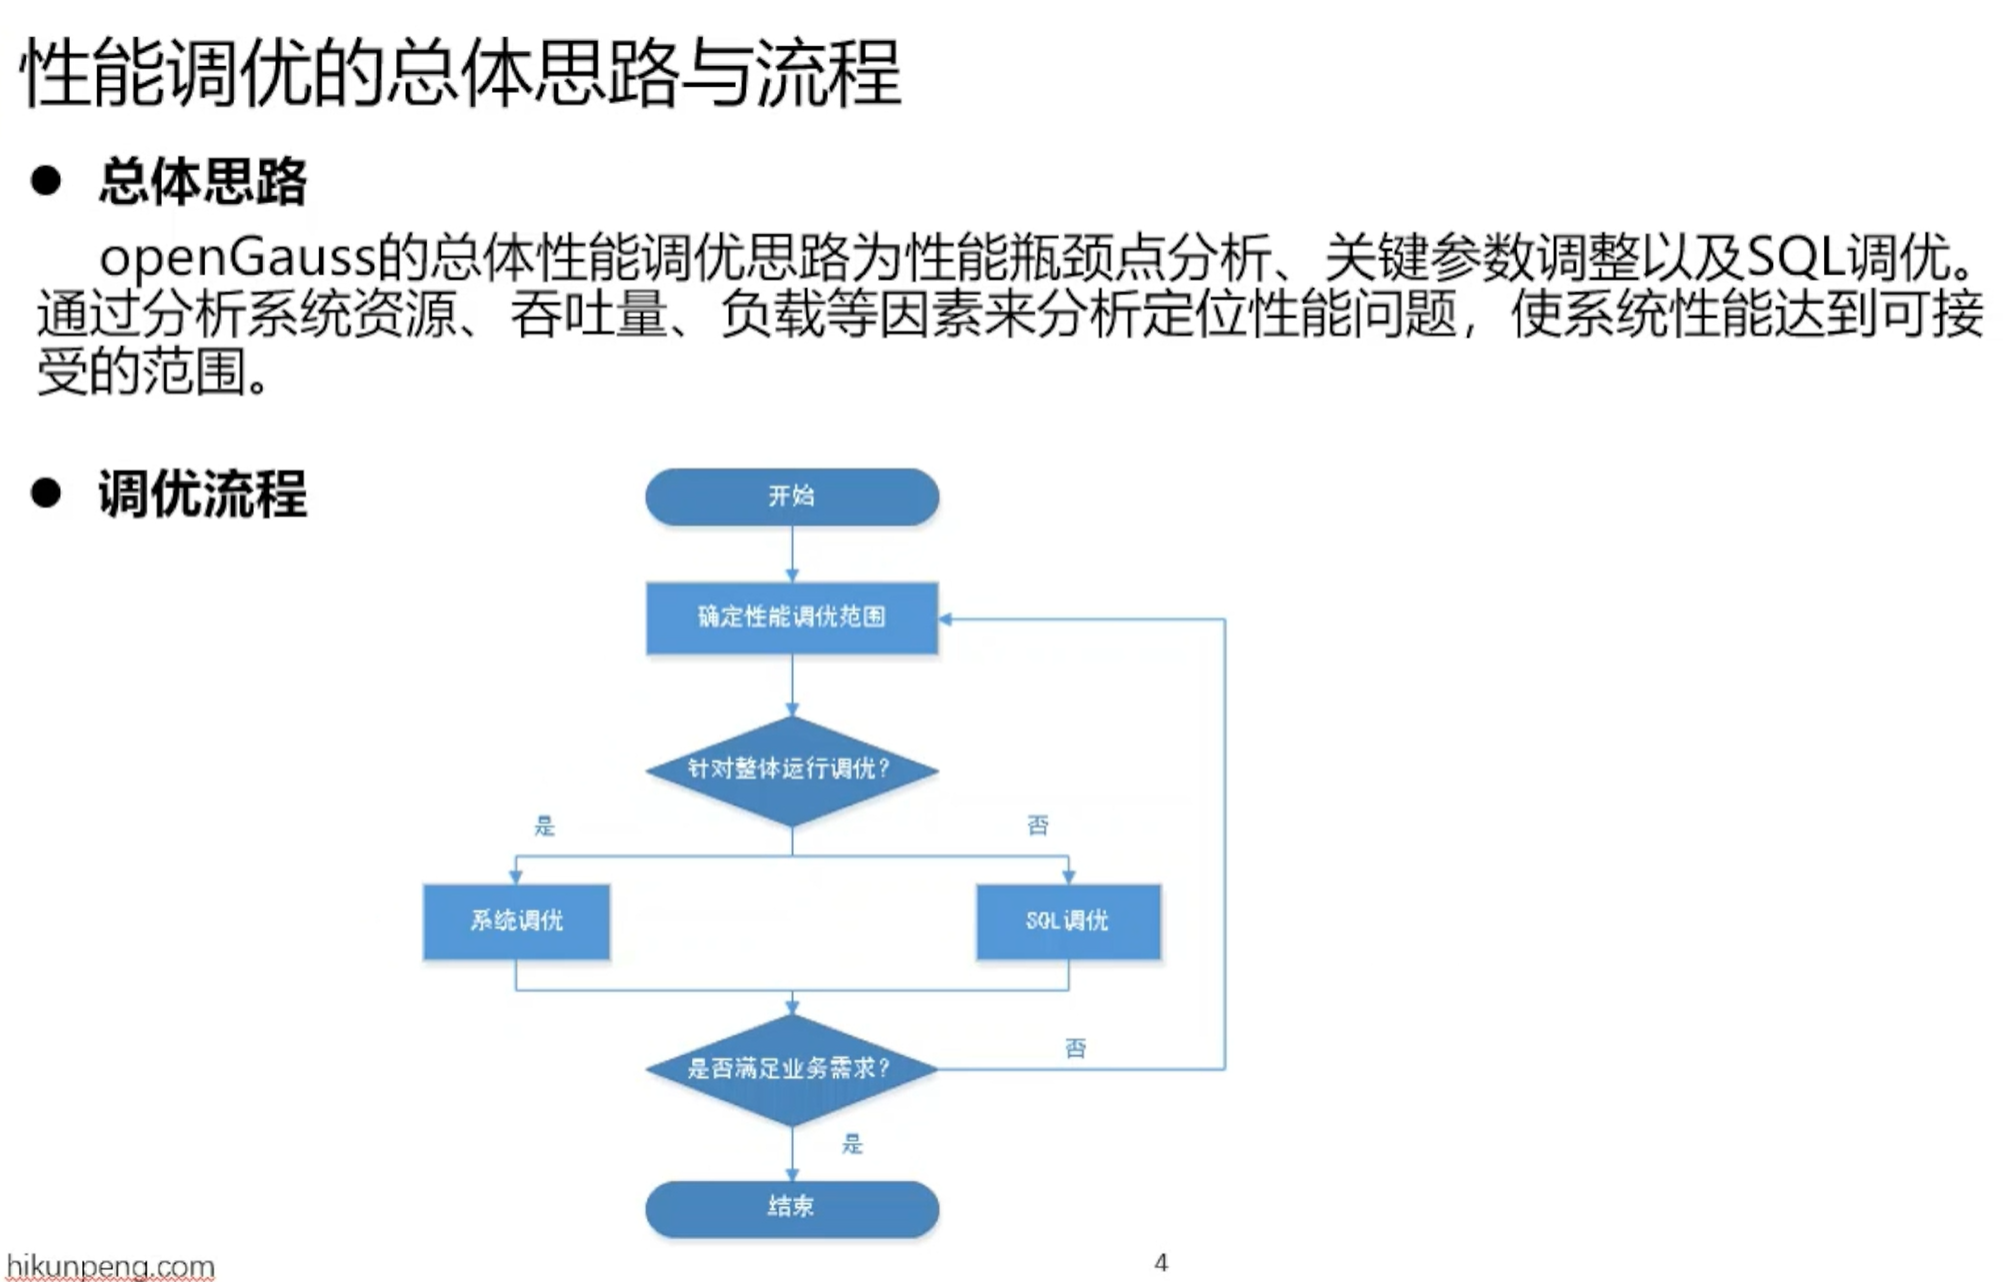 性能调优的总体思路与流程
● 总体思路
openGauss的总体性能调优思路为性能瓶颈点分析、关键参数调整以及SQL调优。
通过分析系统资源、吞吐量、负载等因素来分析定位性能问题，使系统性能达到可接
受的范围。
● 调优流程
开始
确定性能调优范围
针对整体运行调优？
是
否
系统调优
SQL调优
是否满足业务需求？
否
是
结束
hikunpeng.com
4